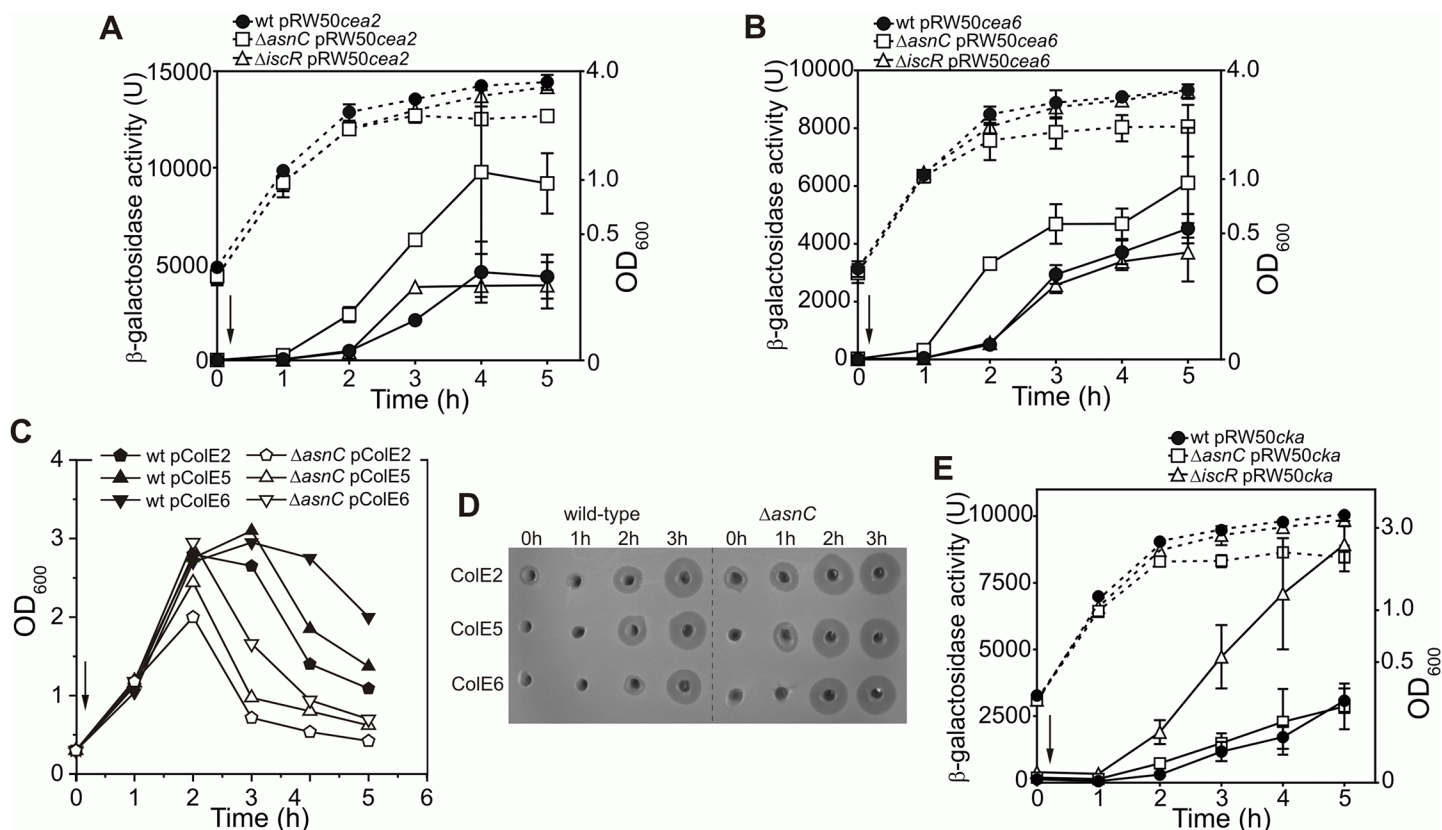 A
wt pRW50cea2
ΔasnC pRW50cea2
ΔiscR pRW50cea2
β-galactosidase activity (U)
15000
10000
5000
0
4.0
1.0
0.5
0
OD600
0 1 2 3 4 5
Time (h)
B
wt pRW50cea6
ΔasnC pRW50cea6
ΔiscR pRW50cea6
β-galactosidase activity (U)
10000
8000
6000
4000
2000
0
4.0
1.0
0.5
0
OD600
0 1 2 3 4 5
Time (h)
C
wt pColE2 ΔasnC pColE2
wt pColE5 ΔasnC pColE5
wt pColE6 ΔasnC pColE6
OD600
4
3
2
1
0
0 1 2 3 4 5 6
Time (h)
D
wild-type ΔasnC
0h 1h 2h 3h 0h 1h 2h 3h
ColE2
ColE5
ColE6
E
wt pRW50cka
ΔasnC pRW50cka
ΔiscR pRW50cka
β-galactosidase activity (U)
10000
7500
5000
2500
0
3.0
1.0
0.5
0
OD600
0 1 2 3 4 5
Time (h)